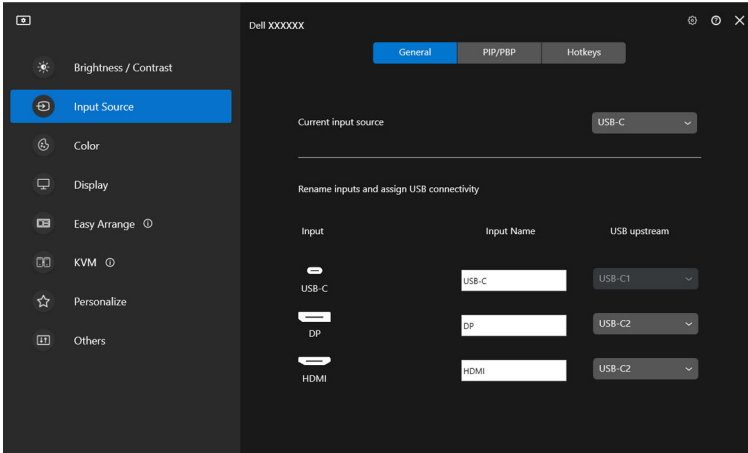 Dell XXXXXX
General PIP/PBP Hotkeys
Brightness / Contrast
Input Source
Color
Display
Easy Arrange
KVM
Personalize
Others
Current input source USB-C
Rename inputs and assign USB connectivity
Input Input Name USB upstream
USB-C USB-C USB-C1
DP DP USB-C2
HDMI HDMI USB-C2